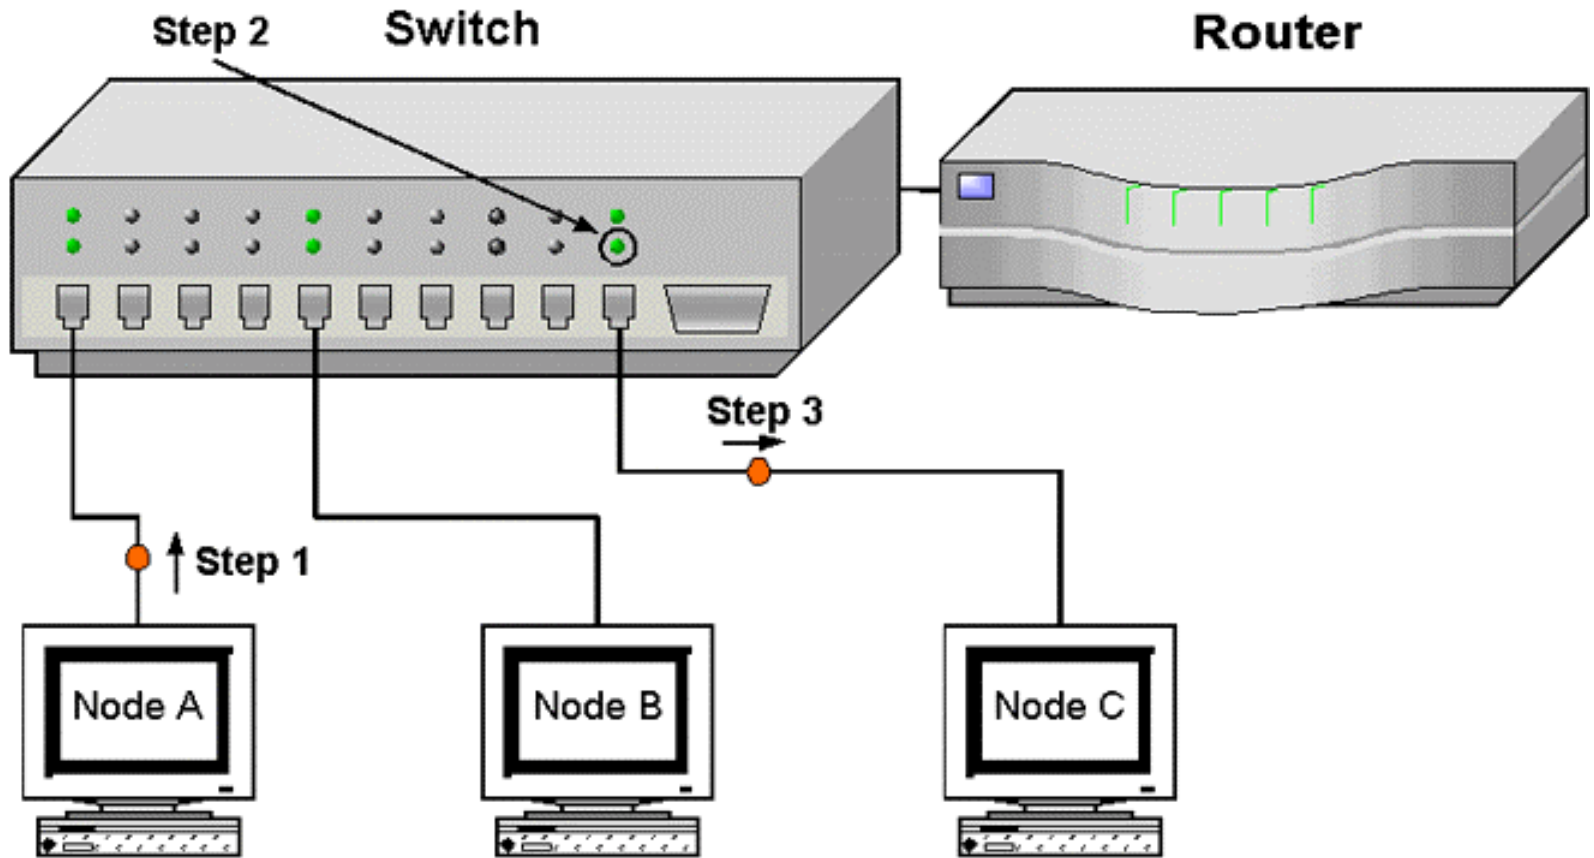 Step 2
Switch
Router
Step 3
Step 1
Node A
Node B
Node C